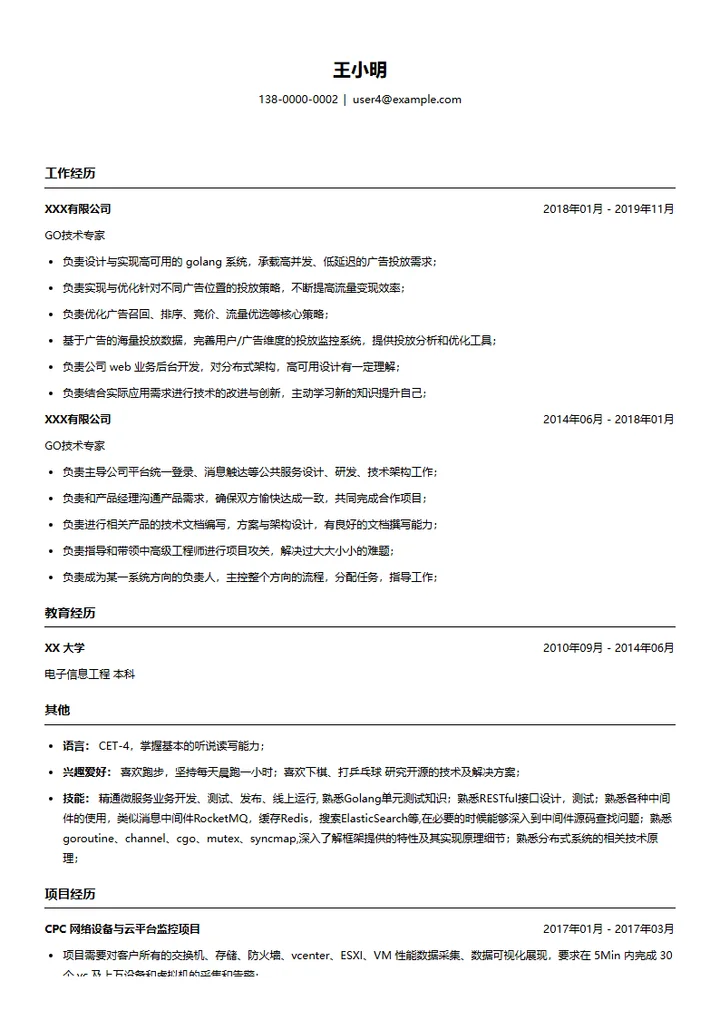 王小明
138-0000-0002 | user4@example.com
工作经历
XXX有限公司 2018年01月 - 2019年11月
GO技术专家
• 负责设计与实现高可用的 golang 系统，承载高并发、低延迟的广告投放需求；
• 负责实现与优化针对不同广告位置的投放策略，不断提高流量变现效率；
• 负责优化广告召回、排序、竞价、流量优选等核心策略；
• 基于广告的海量投放数据，完善用户/广告维度的投放监控系统，提供投放分析和优化工具；
• 负责公司 web 业务后台开发，对分布式架构，高可用设计有一定理解；
• 负责结合实际应用需求进行技术的改进与创新，主动学习新的知识提升自己；
XXX有限公司 2014年06月 - 2018年01月
GO技术专家
• 负责主导公司平台统一登录、消息触达等公共服务设计、研发、技术架构工作；
• 负责和产品经理沟通产品需求，确保双方愉快达成一致，共同完成合作项目；
• 负责进行相关产品的技术文档编写，方案与架构设计，有良好的文档撰写能力；
• 负责指导和带领中高级工程师进行项目攻关，解决过大大小小的难题；
• 负责成为某一系统方向的负责人，主控整个方向的流程，分配任务，指导工作；
教育经历
XX 大学 2010年09月 - 2014年06月
电子信息工程 本科
其他
• 语言： CET-4，掌握基本的听说读写能力；
• 兴趣爱好： 喜欢跑步，坚持每天晨跑一小时；喜欢下棋、打乒乓球 研究开源的技术及解决方案；
• 技能： 精通微服务业务开发、测试、发布、线上运行, 熟悉Golang单元测试知识；熟悉RESTful接口设计，测试；熟悉各种中间
件的使用，类似消息中间件RocketMQ，缓存Redis，搜索ElasticSearch等,在必要的时候能够深入到中间件源码查找问题；熟悉
goroutine、channel、cgo、mutex、syncmap,深入了解框架提供的特性及其实现原理细节；熟悉分布式系统的相关技术原
理；
项目经历
CPC 网络设备与云平台监控项目 2017年01月 - 2017年03月
• 项目需要对客户所有的交换机、存储、防火墙、vcenter、ESXI、VM 性能数据采集、数据可视化展现，要求在 5Min 内完成 30
个 vc 及上万设备和虚拟机的采集和告警；